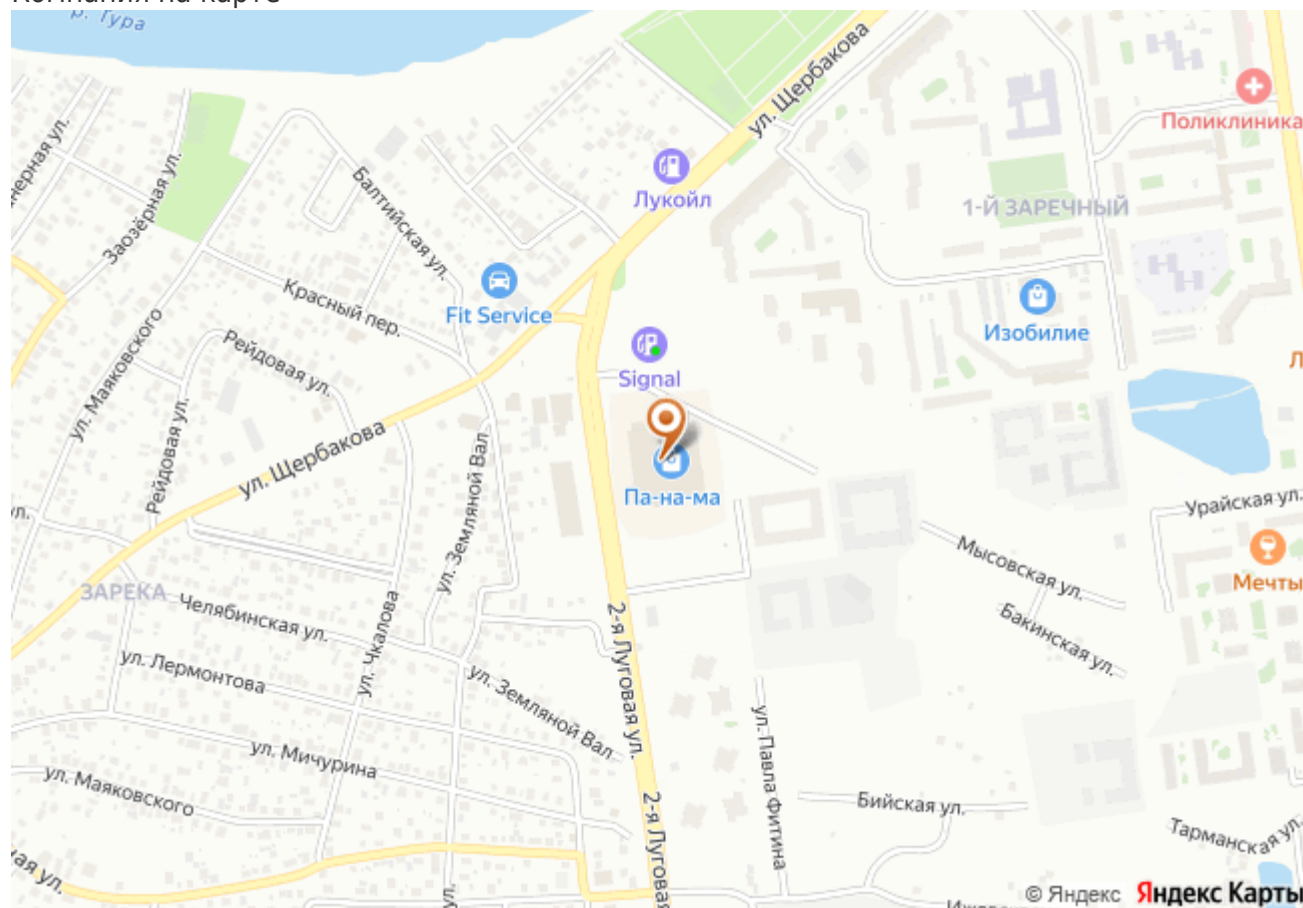 р. Тура
ул. Щербакова
Поликлиника
Заозёрная ул.
Балтийская ул.
Лукойл
1-Й ЗАРЕЧНЫЙ
Красный пер.
Fit Service
Изобилие
ул. Маяковского
Рейдовая ул.
Signal
Рейдовая ул.
ул. Щербакова
ул. Земляной Вал
Па-на-ма
Урайская ул.
Мысовская ул.
Мечты
ЗАРЕКА
Челябинская ул.
ул. Чкалова
Бакинская ул.
2-я Луговая ул.
ул. Лермонтова
ул. Земляной Вал
ул. Павла Фитина
ул. Мичурина
ул. Маяковского
2-я Луговая
Бийская ул.
Тарманская ул.
© Яндекс Яндекс Карты